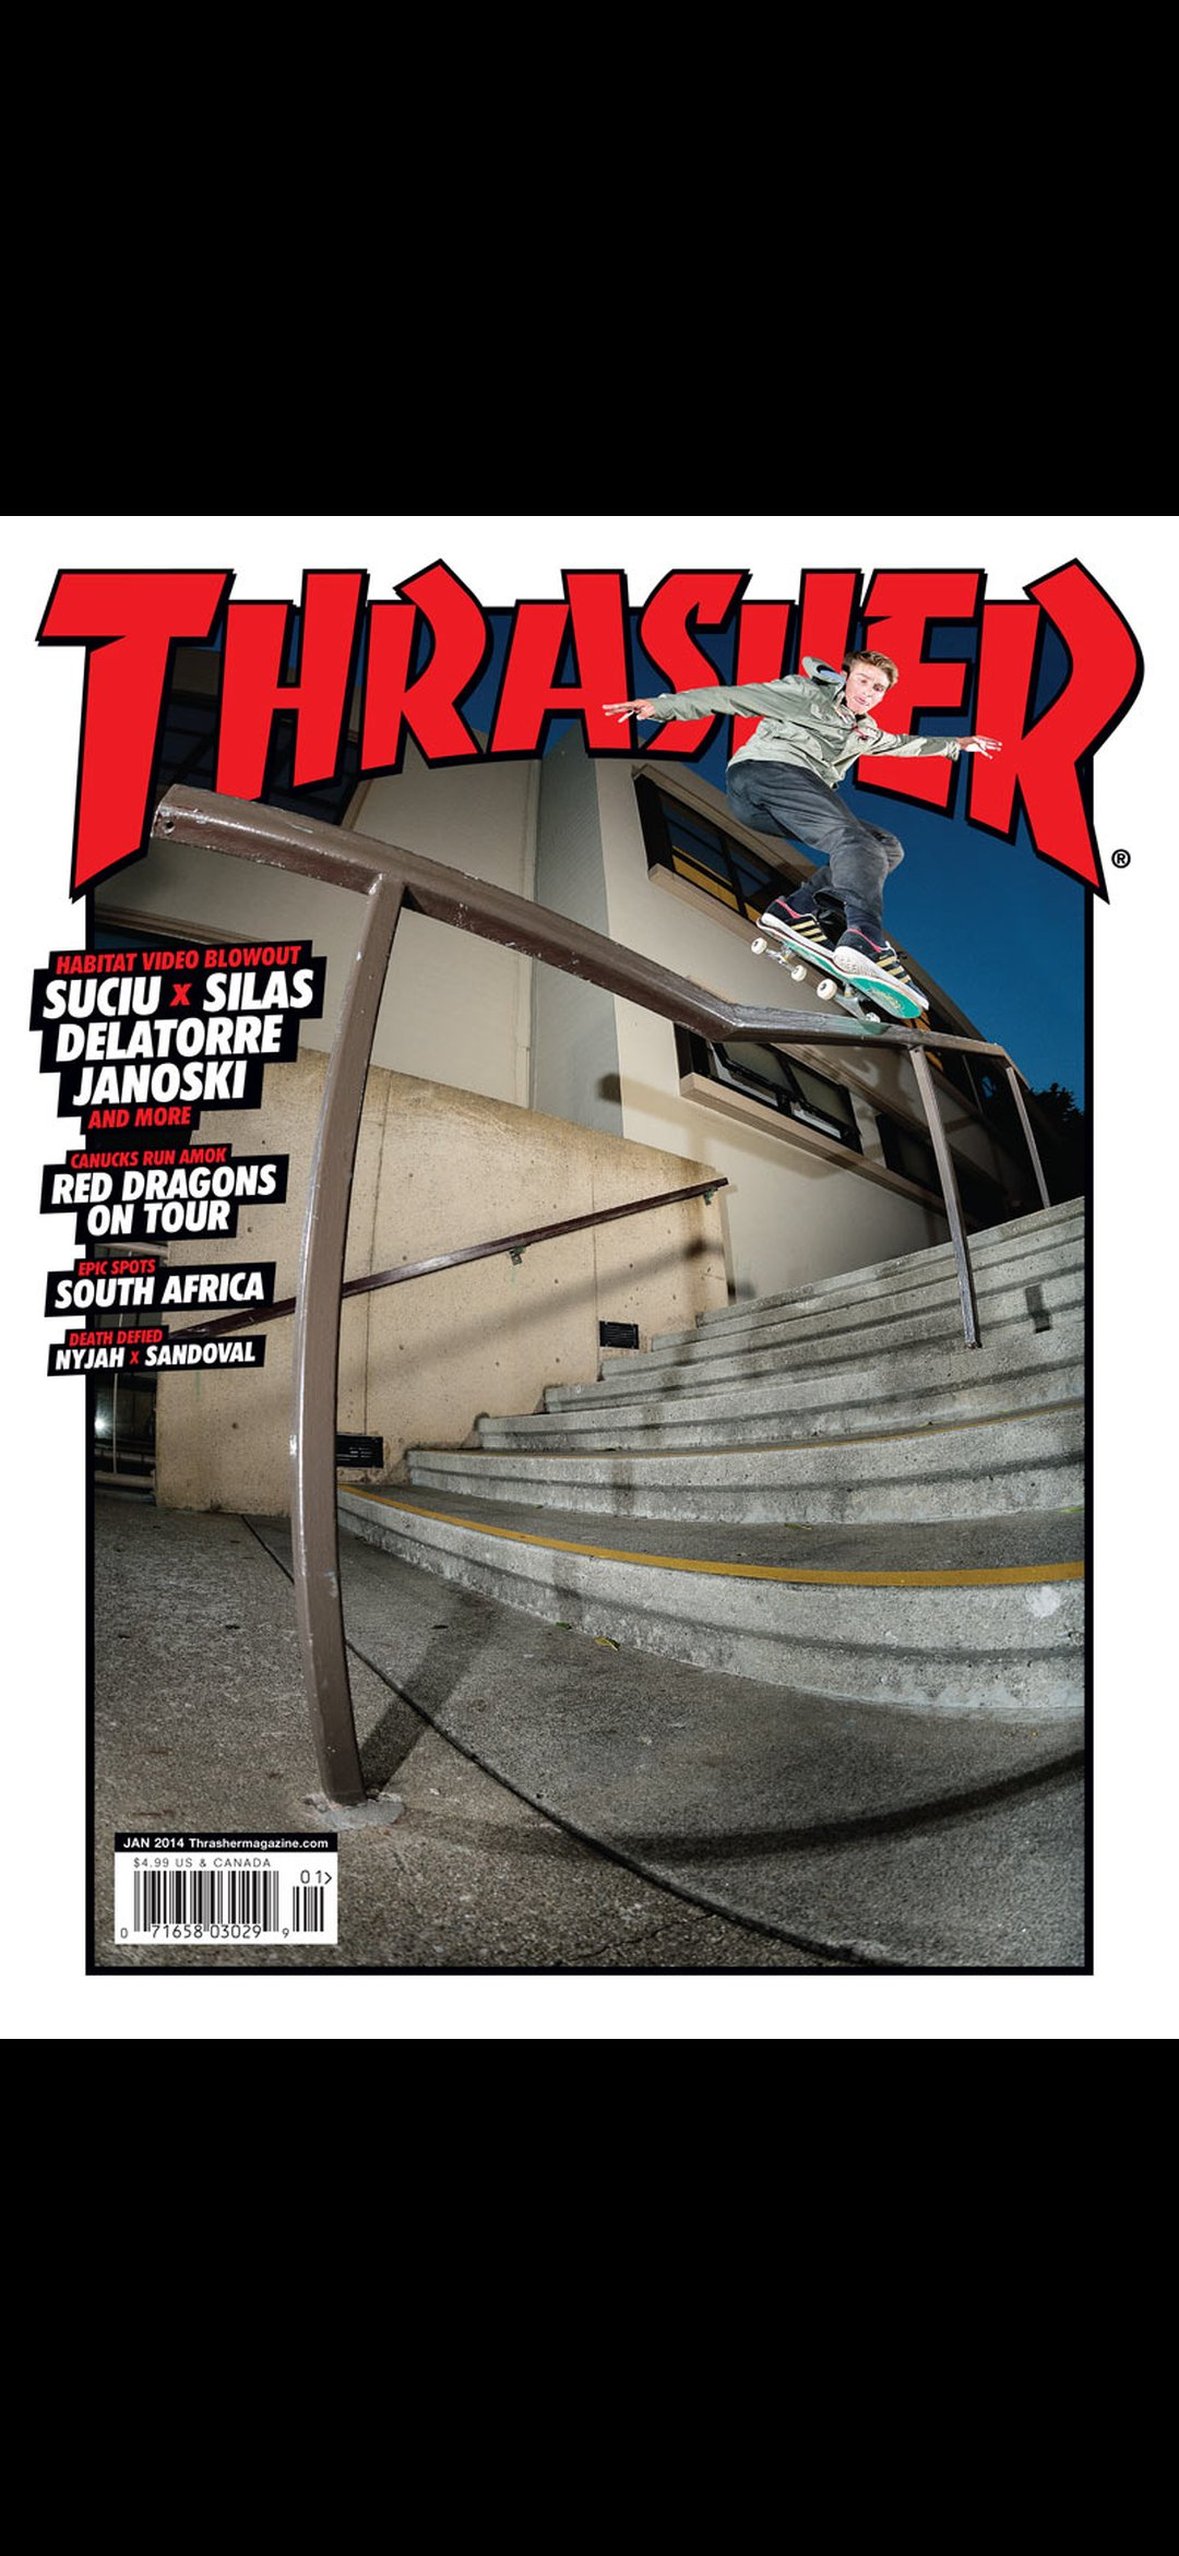 THRASHER
®
HABITAT VIDEO BLOWOUT
SUCIU x SILAS
DELATORRE
JANOSKI
AND MORE
CANUCKS RUN AMOK
RED DRAGONS
ON TOUR
EPIC SPOTS
SOUTH AFRICA
DEATH DEFIED
NYJAH x SANDOVAL
JAN 2014 Thrashermagazine.com
$4.99 US & CANADA
01>
0 71658 03029 9